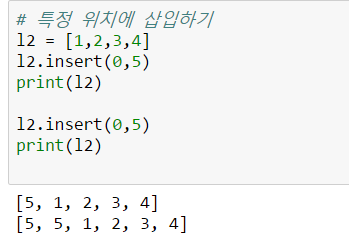 # 특정 위치에 삽입하기
l2 = [1,2,3,4]
l2.insert(0,5)
print(l2)
l2.insert(0,5)
print(l2)
[5, 1, 2, 3, 4]
[5, 5, 1, 2, 3, 4]